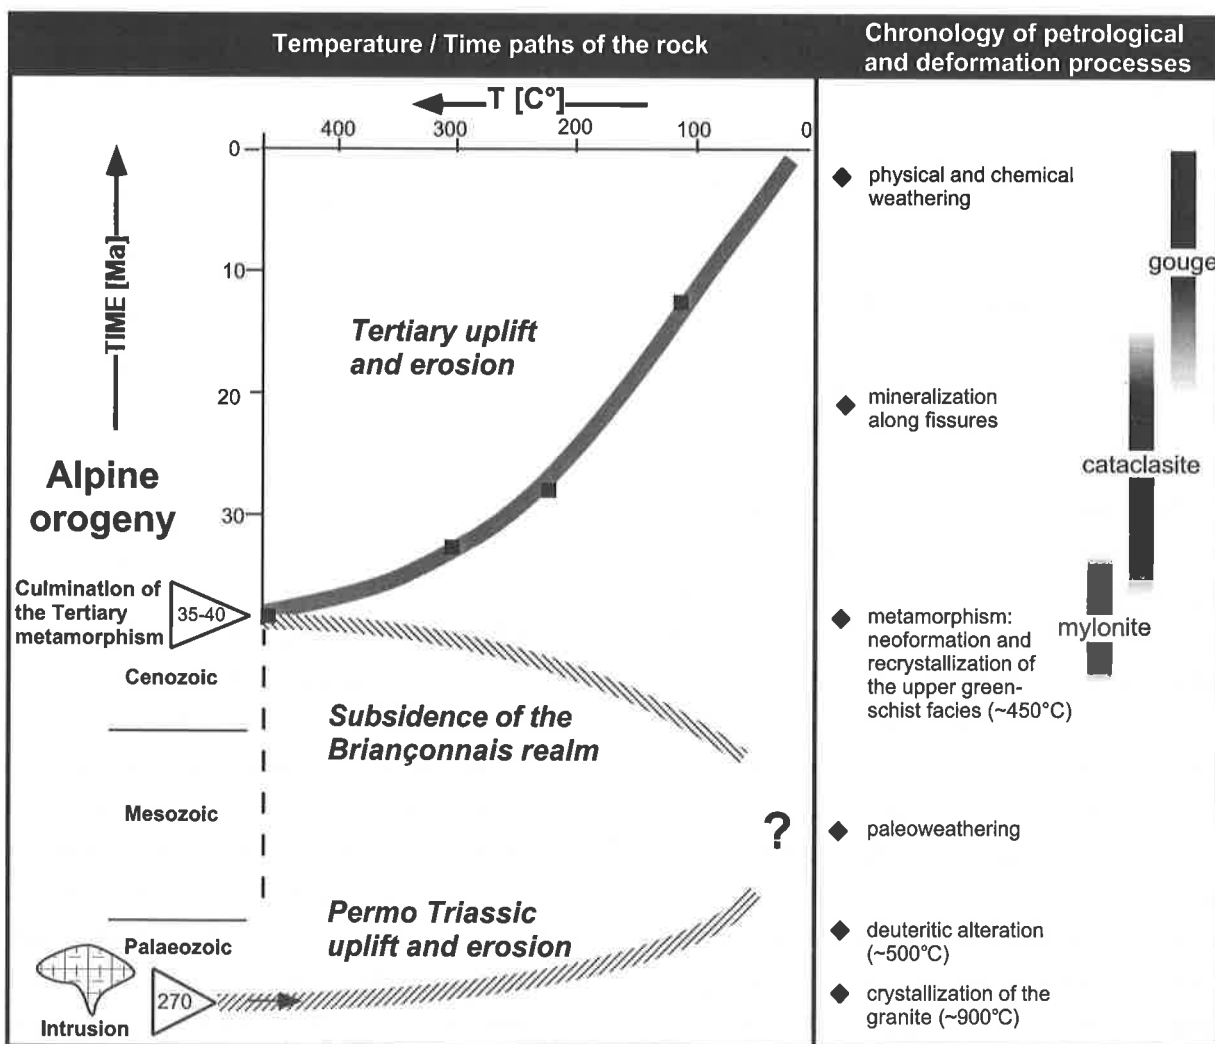 Temperature / Time paths of the rock
Chronology of petrological
and deformation processes
T [C°]
400
300
200
100
0
0
10
20
30
TIME [Ma]
Tertiary uplift
and erosion
Alpine
orogeny
Culmination of
the Tertiary
metamorphism
35-40
Cenozoic
Subsidence of the
Briançonnais realm
Mesozoic
?
Permo Triassic
uplift and erosion
Palaeozoic
270
Intrusion
physical and chemical
weathering
gouge
mineralization
along fissures
cataclasite
metamorphism:
neoformation and
recrystallization of
the upper green-
schist facies (~450°C)
mylonite
paleoweathering
deuteritic alteration
(~500°C)
crystallization of the
granite (~900°C)